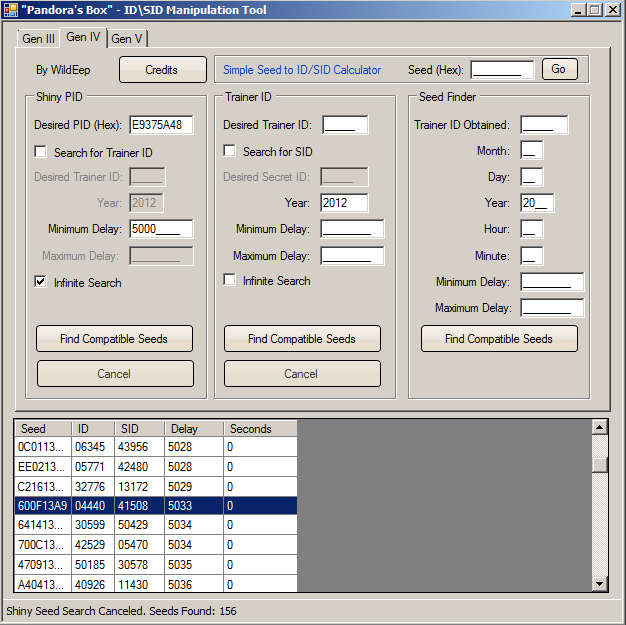 "Pandora's Box" - ID\SID Manipulation Tool
Gen III Gen IV Gen V
By WildEep Credits Simple Seed to ID/SID Calculator Seed (Hex): ________ Go
Shiny PID
Desired PID (Hex): E9375A48
Search for Trainer ID
Desired Trainer ID: _____
Year: 2012
Minimum Delay: 5000____
Maximum Delay: ________
Infinite Search
Find Compatible Seeds
Cancel
Trainer ID
Desired Trainer ID: _____
Search for SID
Desired Secret ID: _____
Year: 2012
Minimum Delay: ________
Maximum Delay: ________
Infinite Search
Find Compatible Seeds
Cancel
Seed Finder
Trainer ID Obtained: _____
Month: __
Day: __
Year: 20__
Hour: __
Minute: __
Minimum Delay: ________
Maximum Delay: ________
Find Compatible Seeds
Seed ID SID Delay Seconds
0C0113... 06345 43956 5028 0
EE0213... 05771 42480 5028 0
C21613... 32776 13172 5029 0
600F13A9 04440 41508 5033 0
641413... 30599 50429 5034 0
700C13... 42529 05470 5034 0
470913... 50185 30578 5035 0
A40413... 40926 11430 5036 0
Shiny Seed Search Canceled. Seeds Found: 156